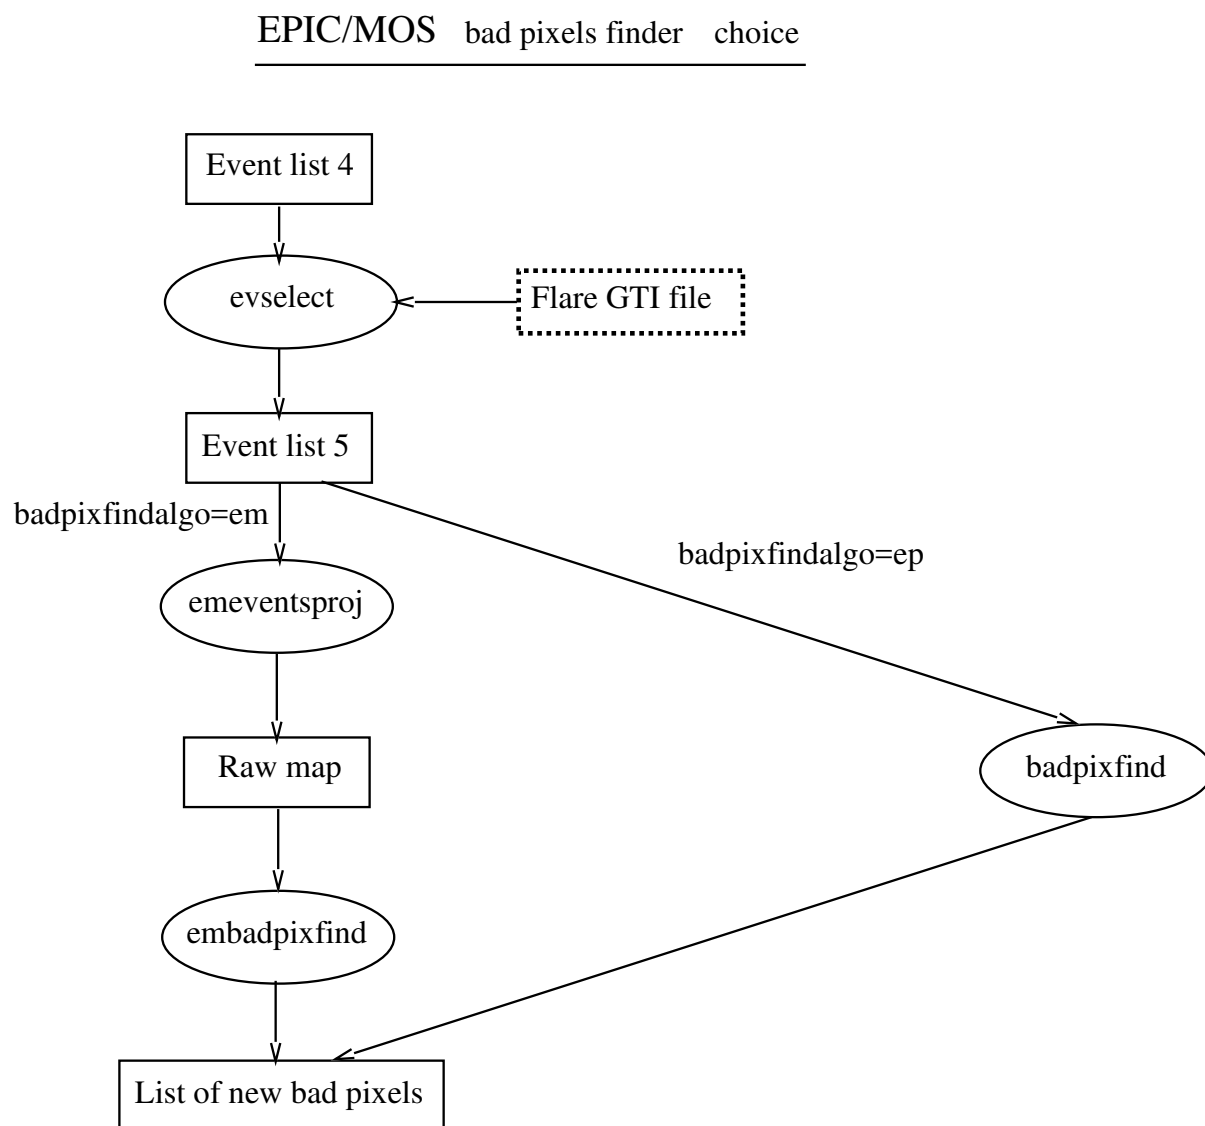 EPIC/MOS bad pixels finder choice
Event list 4
evselect
Flare GTI file
Event list 5
badpixfindalgo=em
badpixfindalgo=ep
emeventsproj
Raw map
badpixfind
embadpixfind
List of new bad pixels